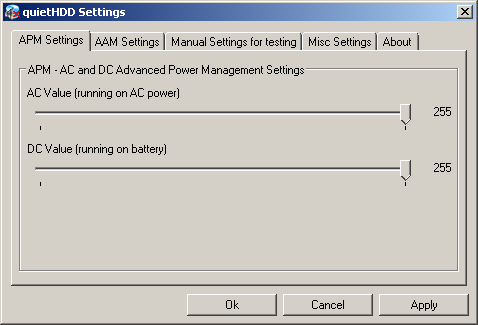 quietHDD Settings
APM Settings AAM Settings Manual Settings for testing Misc Settings About
APM - AC and DC Advanced Power Management Settings
AC Value (running on AC power)
255
DC Value (running on battery)
255
Ok Cancel Apply